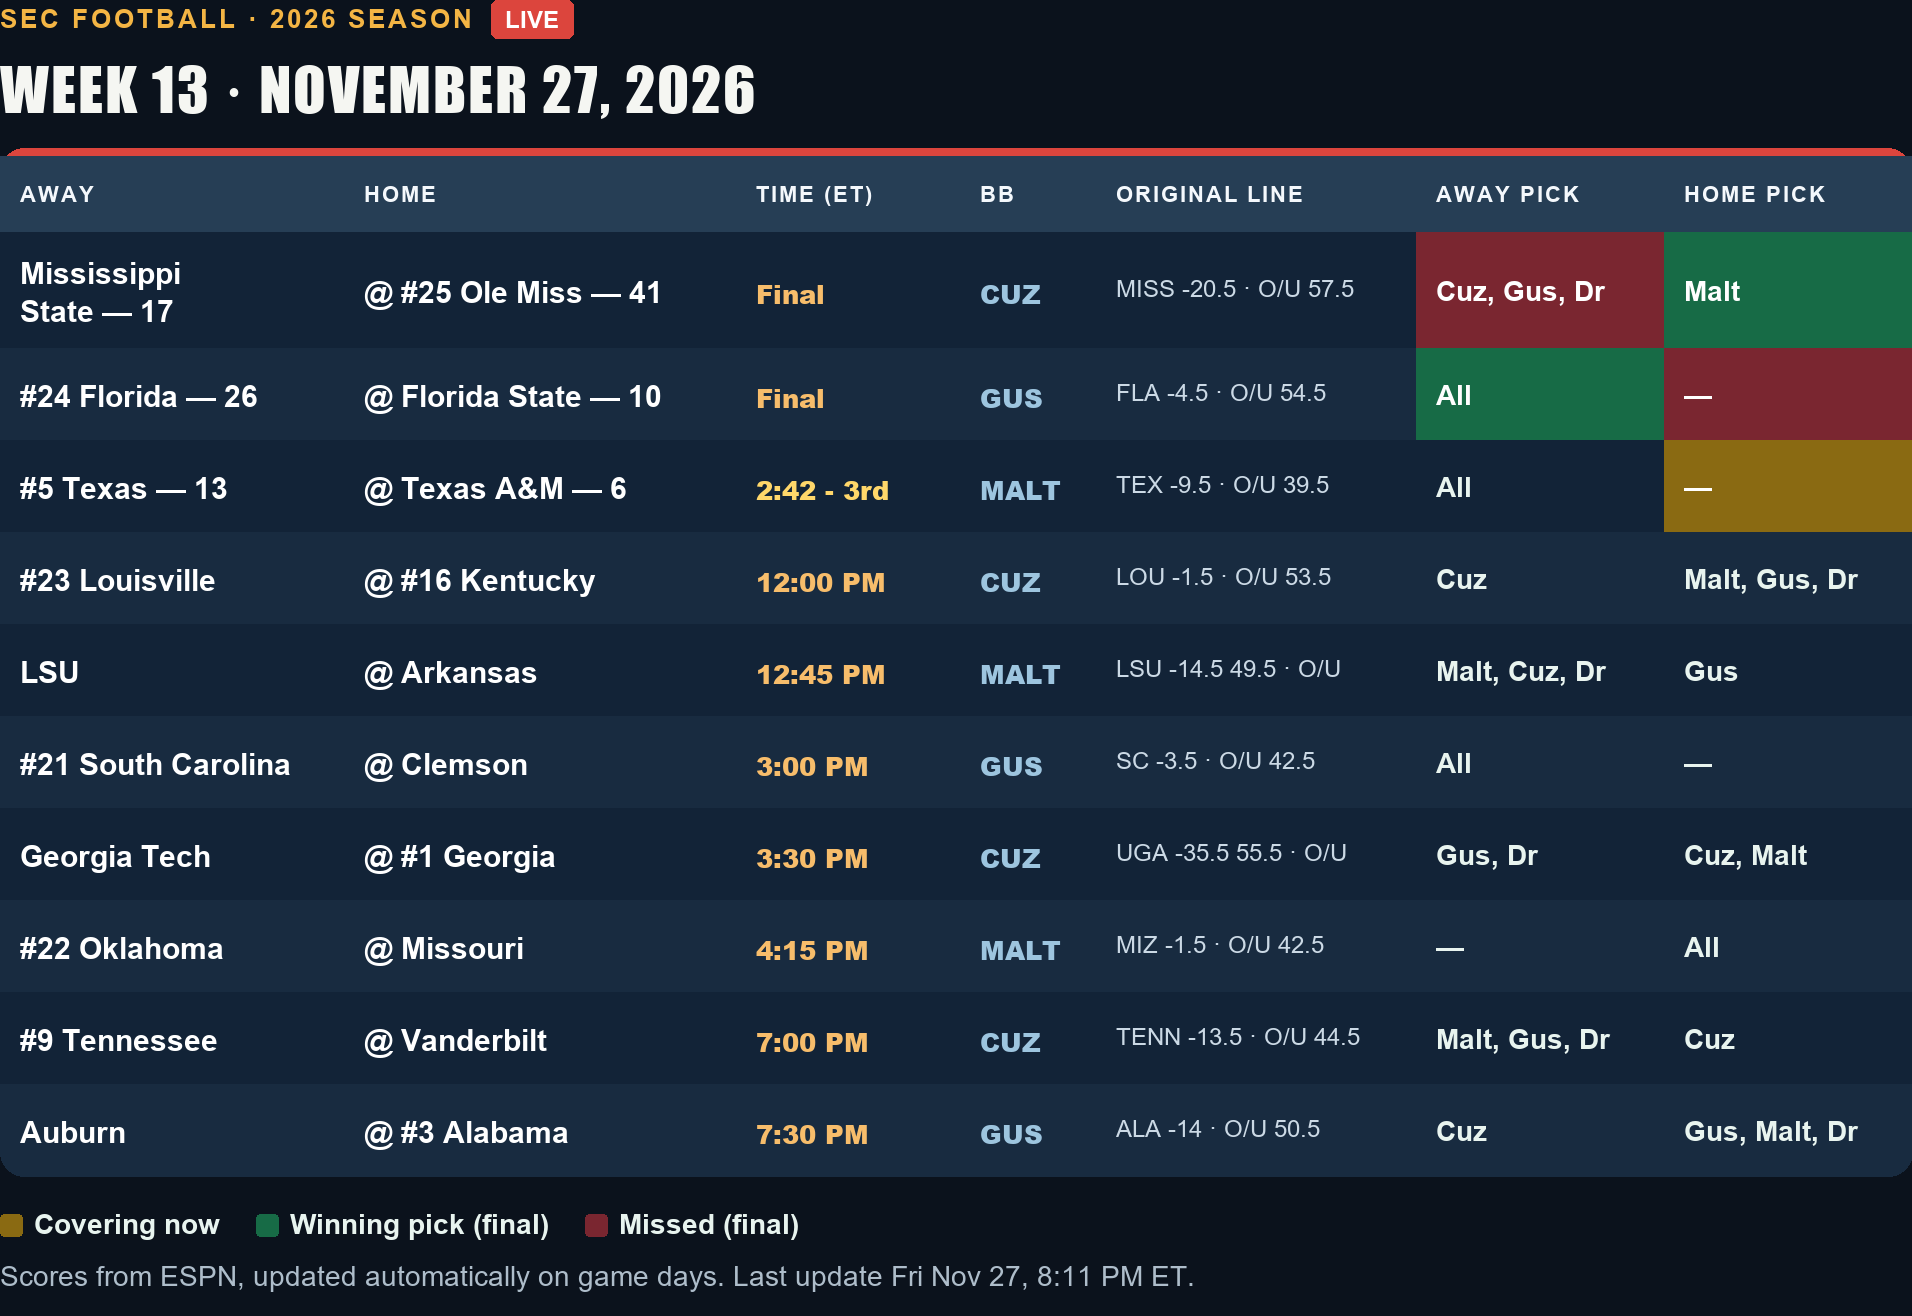 SEC FOOTBALL · 2026 SEASON LIVE
WEEK 13 · NOVEMBER 27, 2026
AWAY HOME TIME (ET) BB ORIGINAL LINE AWAY PICK HOME PICK
Mississippi
State — 17 @ #25 Ole Miss — 41 Final CUZ MISS -20.5 · O/U 57.5 Cuz, Gus, Dr Malt
#24 Florida — 26 @ Florida State — 10 Final GUS FLA -4.5 · O/U 54.5 All —
#5 Texas — 13 @ Texas A&M — 6 2:42 - 3rd MALT TEX -9.5 · O/U 39.5 All —
#23 Louisville @ #16 Kentucky 12:00 PM CUZ LOU -1.5 · O/U 53.5 Cuz Malt, Gus, Dr
LSU @ Arkansas 12:45 PM MALT LSU -14.5 49.5 · O/U Malt, Cuz, Dr Gus
#21 South Carolina @ Clemson 3:00 PM GUS SC -3.5 · O/U 42.5 All —
Georgia Tech @ #1 Georgia 3:30 PM CUZ UGA -35.5 55.5 · O/U Gus, Dr Cuz, Malt
#22 Oklahoma @ Missouri 4:15 PM MALT MIZ -1.5 · O/U 42.5 — All
#9 Tennessee @ Vanderbilt 7:00 PM CUZ TENN -13.5 · O/U 44.5 Malt, Gus, Dr Cuz
Auburn @ #3 Alabama 7:30 PM GUS ALA -14 · O/U 50.5 Cuz Gus, Malt, Dr
Covering now Winning pick (final) Missed (final)
Scores from ESPN, updated automatically on game days. Last update Fri Nov 27, 8:11 PM ET.